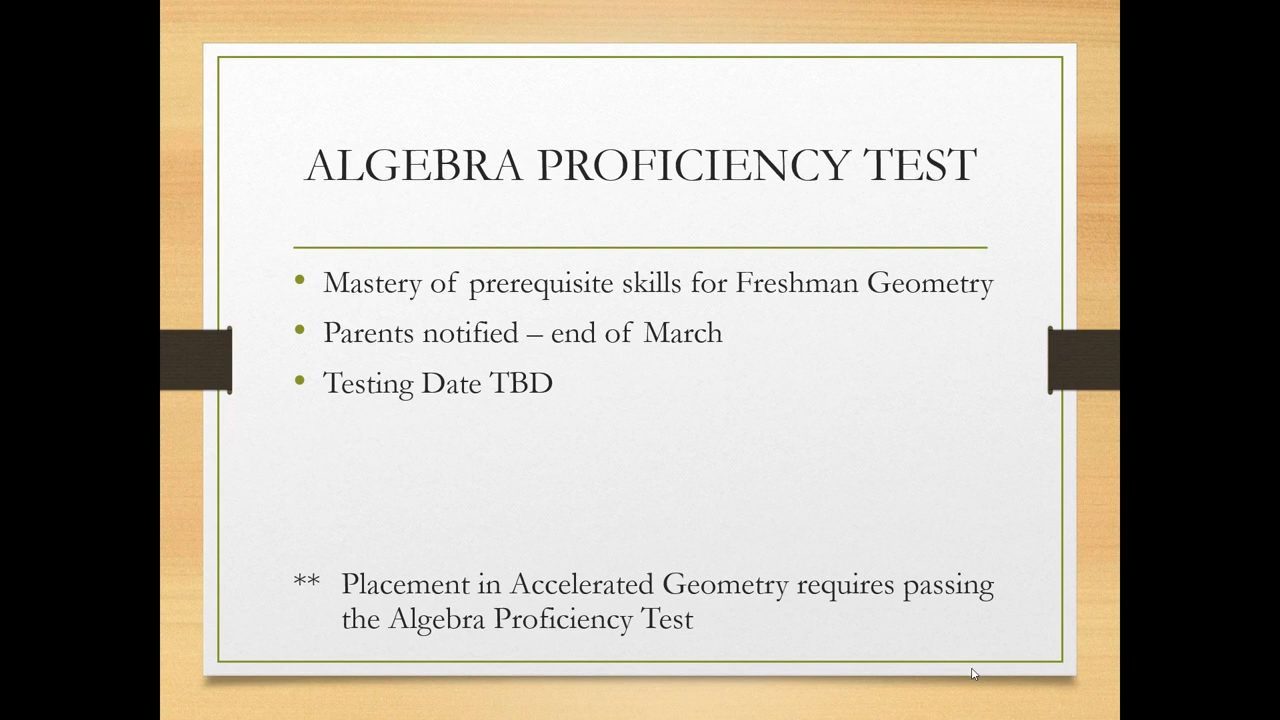 ALGEBRA PROFICIENCY TEST
• Mastery of prerequisite skills for Freshman Geometry
• Parents notified – end of March
• Testing Date TBD
** Placement in Accelerated Geometry requires passing
the Algebra Proficiency Test